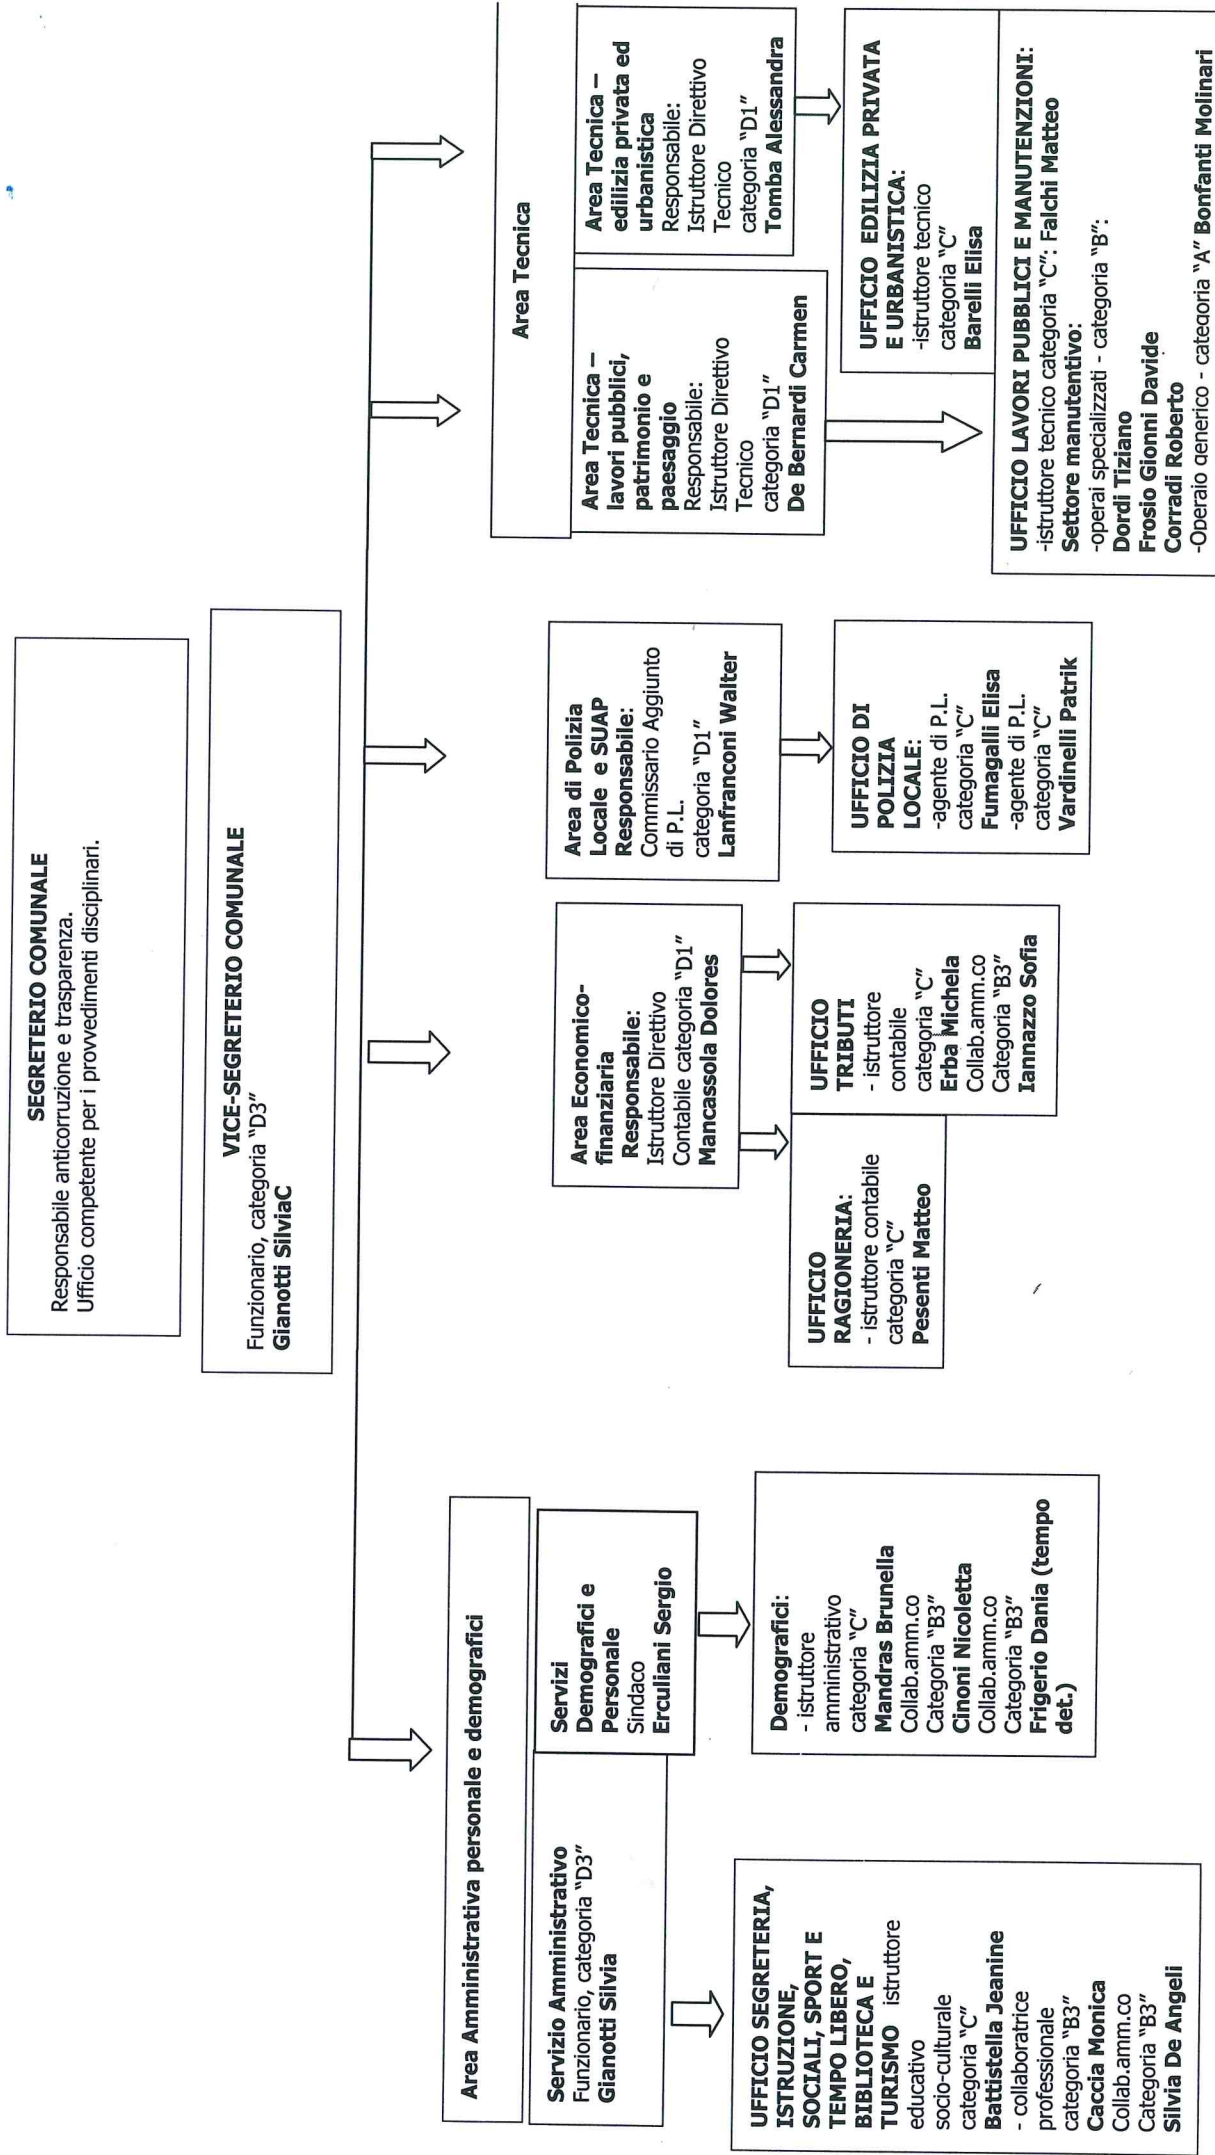 SEGRETERIO COMUNALE
Responsabile anticorruzione e trasparenza.
Ufficio competente per i provvedimenti disciplinari.
VICE-SEGRETERIO COMUNALE
Funzionario, categoria "D3"
Gianotti SilviaC
Area Amministrativa personale e demografici
Servizio Amministrativo
Funzionario, categoria "D3"
Gianotti Silvia
UFFICIO SEGRETERIA,
ISTRUZIONE,
SOCIALI, SPORT E
TEMPO LIBERO,
BIBLIOTECA E
TURISMO istruttore
educativo
socio-culturale
categoria "C"
Battistella Jeanine
- collaboratrice
professionale
categoria "B3"
Caccia Monica
Collab.amm.co
Categoria "B3"
Silvia De Angeli
Servizi
Demografici e
Personale
Sindaco
Erculiani Sergio
Demografici:
- istruttore
amministrativo
categoria "C"
Mandras Brunella
Collab.amm.co
Categoria "B3"
Cinoni Nicoletta
Collab.amm.co
Categoria "B3"
Frigerio Dania (tempo
det.)
Area Economico-
finanziaria
Responsabile:
Istruttore Direttivo
Contabile categoria "D1"
Mancassola Dolores
UFFICIO
RAGIONERIA:
- istruttore contabile
categoria "C"
Pesenti Matteo
UFFICIO
TRIBUTI
- istruttore
contabile
categoria "C"
Erba Michela
Collab.amm.co
Categoria "B3"
Iannazzo Sofia
Area di Polizia
Locale e SUAP
Responsabile:
Commissario Aggiunto
di P.L.
categoria "D1"
Lanfranconi Walter
UFFICIO DI
POLIZIA
LOCALE:
-agente di P.L.
categoria "C"
Fumagalli Elisa
-agente di P.L.
categoria "C"
Vardinelli Patrik
Area Tecnica
Area Tecnica –
lavori pubblici,
patrimonio e
paesaggio
Responsabile:
Istruttore Direttivo
Tecnico
categoria "D1"
De Bernardi Carmen
Area Tecnica –
edilizia privata ed
urbanistica
Responsabile:
Istruttore Direttivo
Tecnico
categoria "D1"
Tomba Alessandra
UFFICIO EDILIZIA PRIVATA
E URBANISTICA:
-istruttore tecnico
categoria "C"
Barelli Elisa
UFFICIO LAVORI PUBBLICI E MANUTENZIONI:
-istruttore tecnico categoria "C": Falchi Matteo
Settore manutentivo:
-operai specializzati - categoria "B":
Dordi Tiziano
Frosio Gionni Davide
Corradi Roberto
-Operaio generico - categoria "A" Bonfanti Molinari